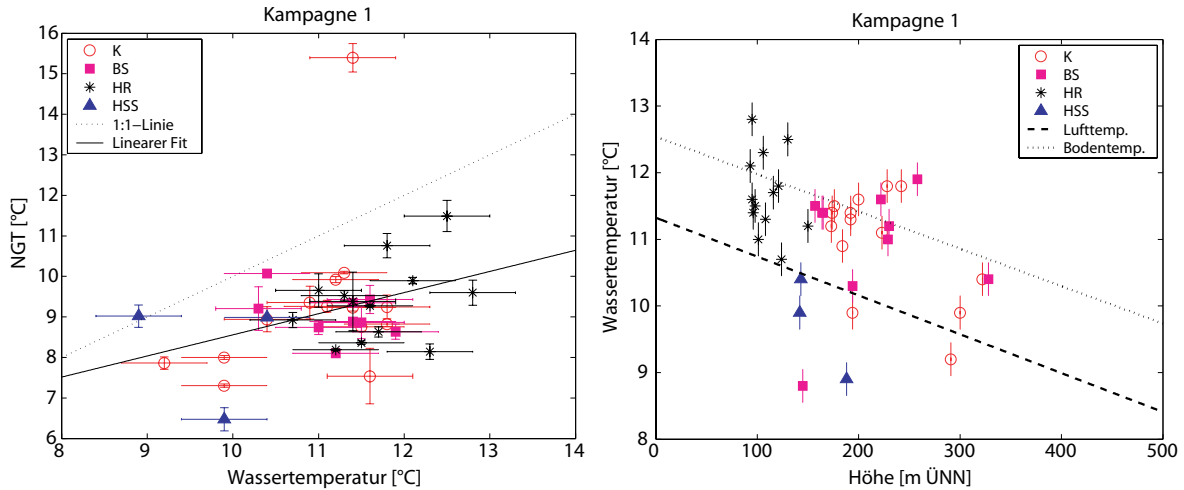 Kampagne 1
16
15
14
13
12
11
10
9
8
7
6
NGT [°C]
K
BS
HR
HSS
1:1−Linie
Linearer Fit
8
9
10
11
12
13
14
Wassertemperatur [°C]
Kampagne 1
14
13
12
11
10
9
8
Wassertemperatur [°C]
K
BS
HR
HSS
Lufttemp.
Bodentemp.
0
100
200
300
400
500
Höhe [m ÜNN]